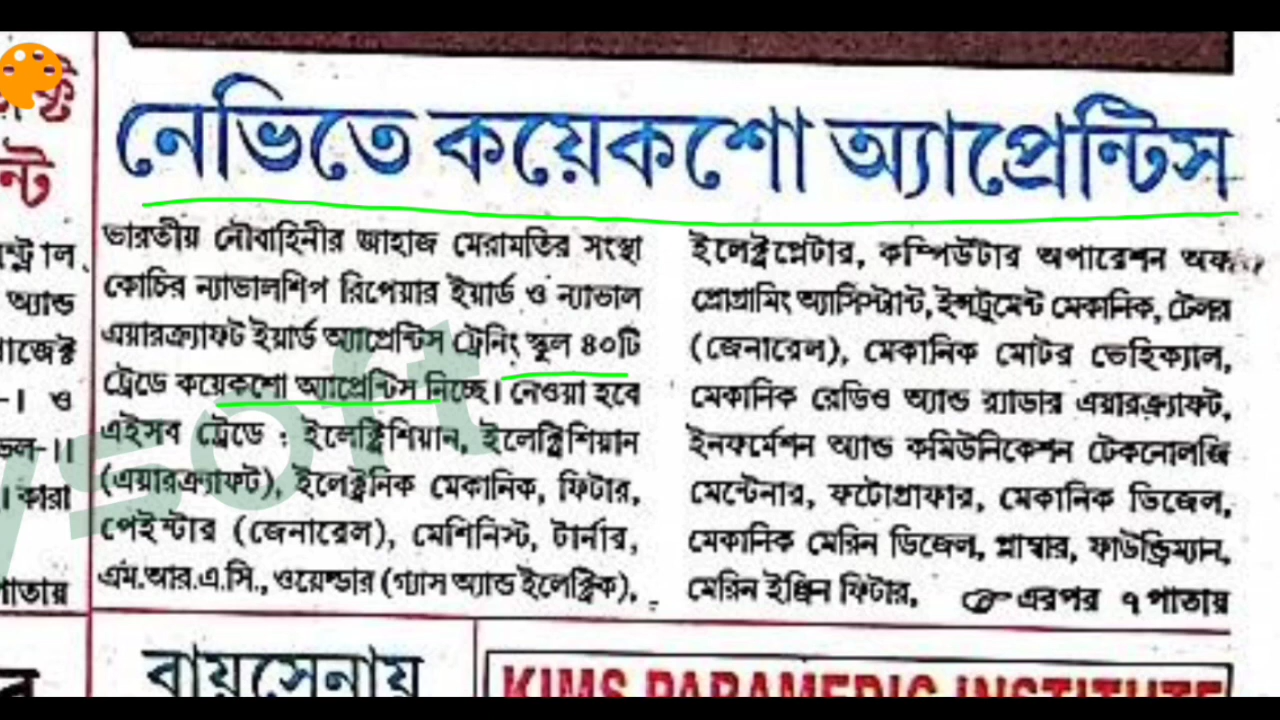 নেভিতে কয়েকশো অ্যাপ্রেন্টিস
ভারতীয় নৌবাহিনীর জাহাজ মেরামতির সংস্থা
কোচির ন্যাভালশিপ রিপেয়ার ইয়ার্ড ও ন্যাভাল
এয়ারক্র্যাফট ইয়ার্ড অ্যাপ্রেন্টিস ট্রেনিং স্কুল ৪০টি
ট্রেডে কয়েকশো অ্যাপ্রেন্টিস নিচ্ছে। নেওয়া হবে
এইসব ট্রেডে : ইলেক্ট্রিশিয়ান, ইলেক্ট্রিশিয়ান
(এয়ারক্র্যাফট), ইলেক্ট্রনিক মেকানিক, ফিটার,
পেইন্টার (জেনারেল), মেশিনিস্ট, টার্নার,
এম.আর.এ.সি., ওয়েল্ডার (গ্যাস অ্যান্ড ইলেক্ট্রিক),
ইলেক্ট্রপ্লেটার, কম্পিউটার অপারেশন অফ
প্রোগ্রামিং অ্যাসিস্ট্যান্ট, ইন্সট্রুমেন্ট মেকানিক, টেলর
(জেনারেল), মেকানিক মোটর ভেহিক্যাল,
মেকানিক রেডিও অ্যান্ড র‍্যাডার এয়ারক্র্যাফট,
ইনফর্মেশন অ্যান্ড কমিউনিকেশন টেকনোলজি
মেন্টেনার, ফটোগ্রাফার, মেকানিক ডিজেল,
মেকানিক মেরিন ডিজেল, প্লাম্বার, ফাউন্ড্রিম্যান,
মেরিন ইঞ্জিন ফিটার, এরপর ৭ পাতায়
বায়ুসেনায়
KIMS PARAMEDIC INSTITUTE
অ্যান্ড
। ও
। কারা
পাতায়
soft